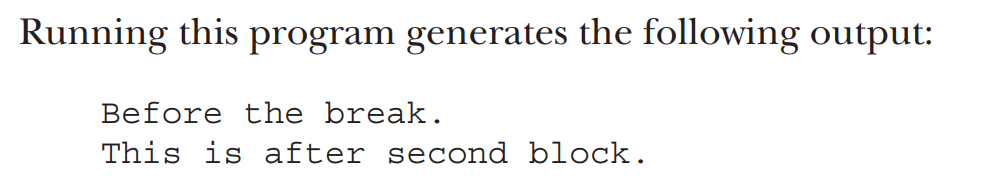 Running this program generates the following output:
Before the break.
This is after second block.